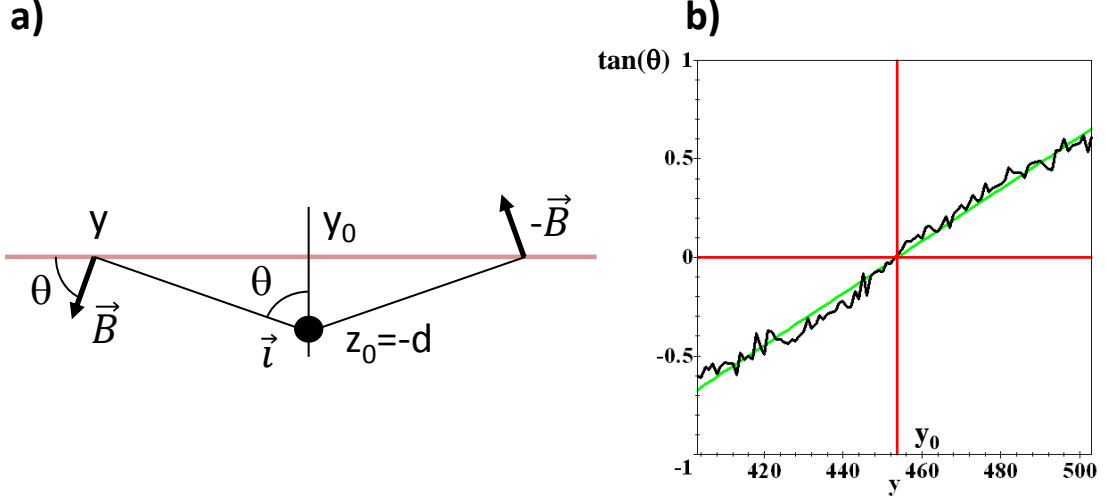 a)
y
y₀
-B⃗
θ
θ
B⃗
i⃗
z₀=-d
b)
tan(θ)
1
0.5
0
-0.5
-1
y₀
420
440
460
480
500
y